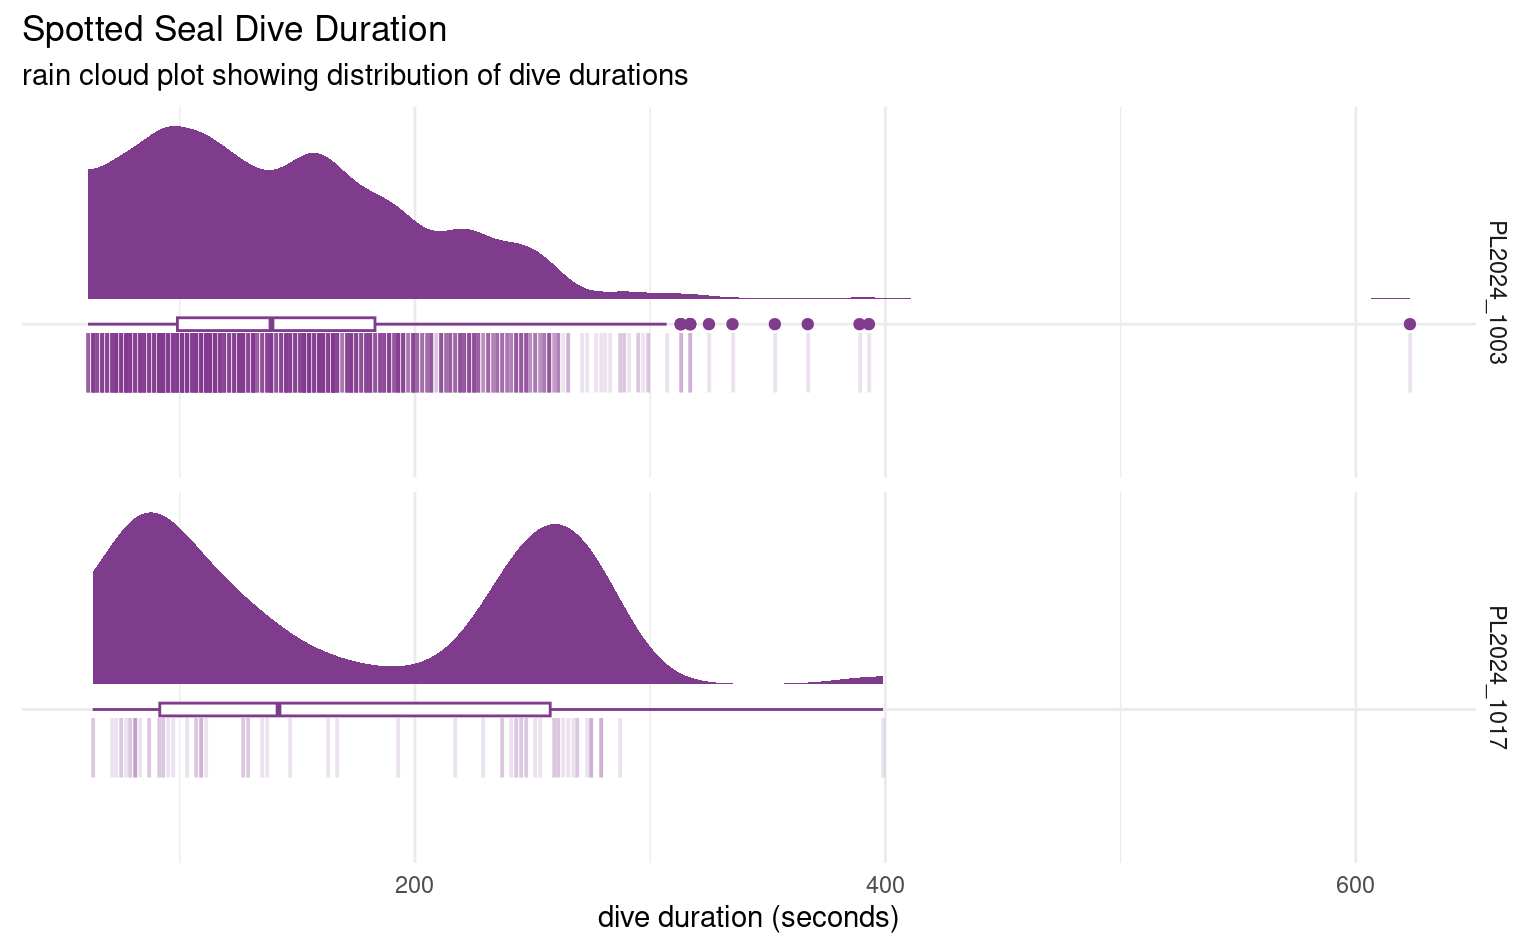 Spotted Seal Dive Duration
rain cloud plot showing distribution of dive durations
PL2024_1003
PL2024_1017
200
400
600
dive duration (seconds)